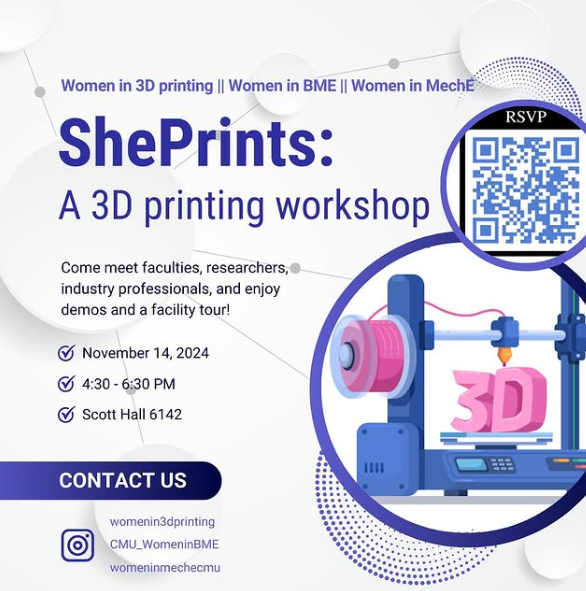 Women in 3D printing || Women in BME || Women in MechE
RSVP
ShePrints:
A 3D printing workshop
Come meet faculties, researchers,
industry professionals, and enjoy
demos and a facility tour!
November 14, 2024
4:30 - 6:30 PM
Scott Hall 6142
3D
CONTACT US
womenin3dprinting
CMU_WomeninBME
womeninmechecmu